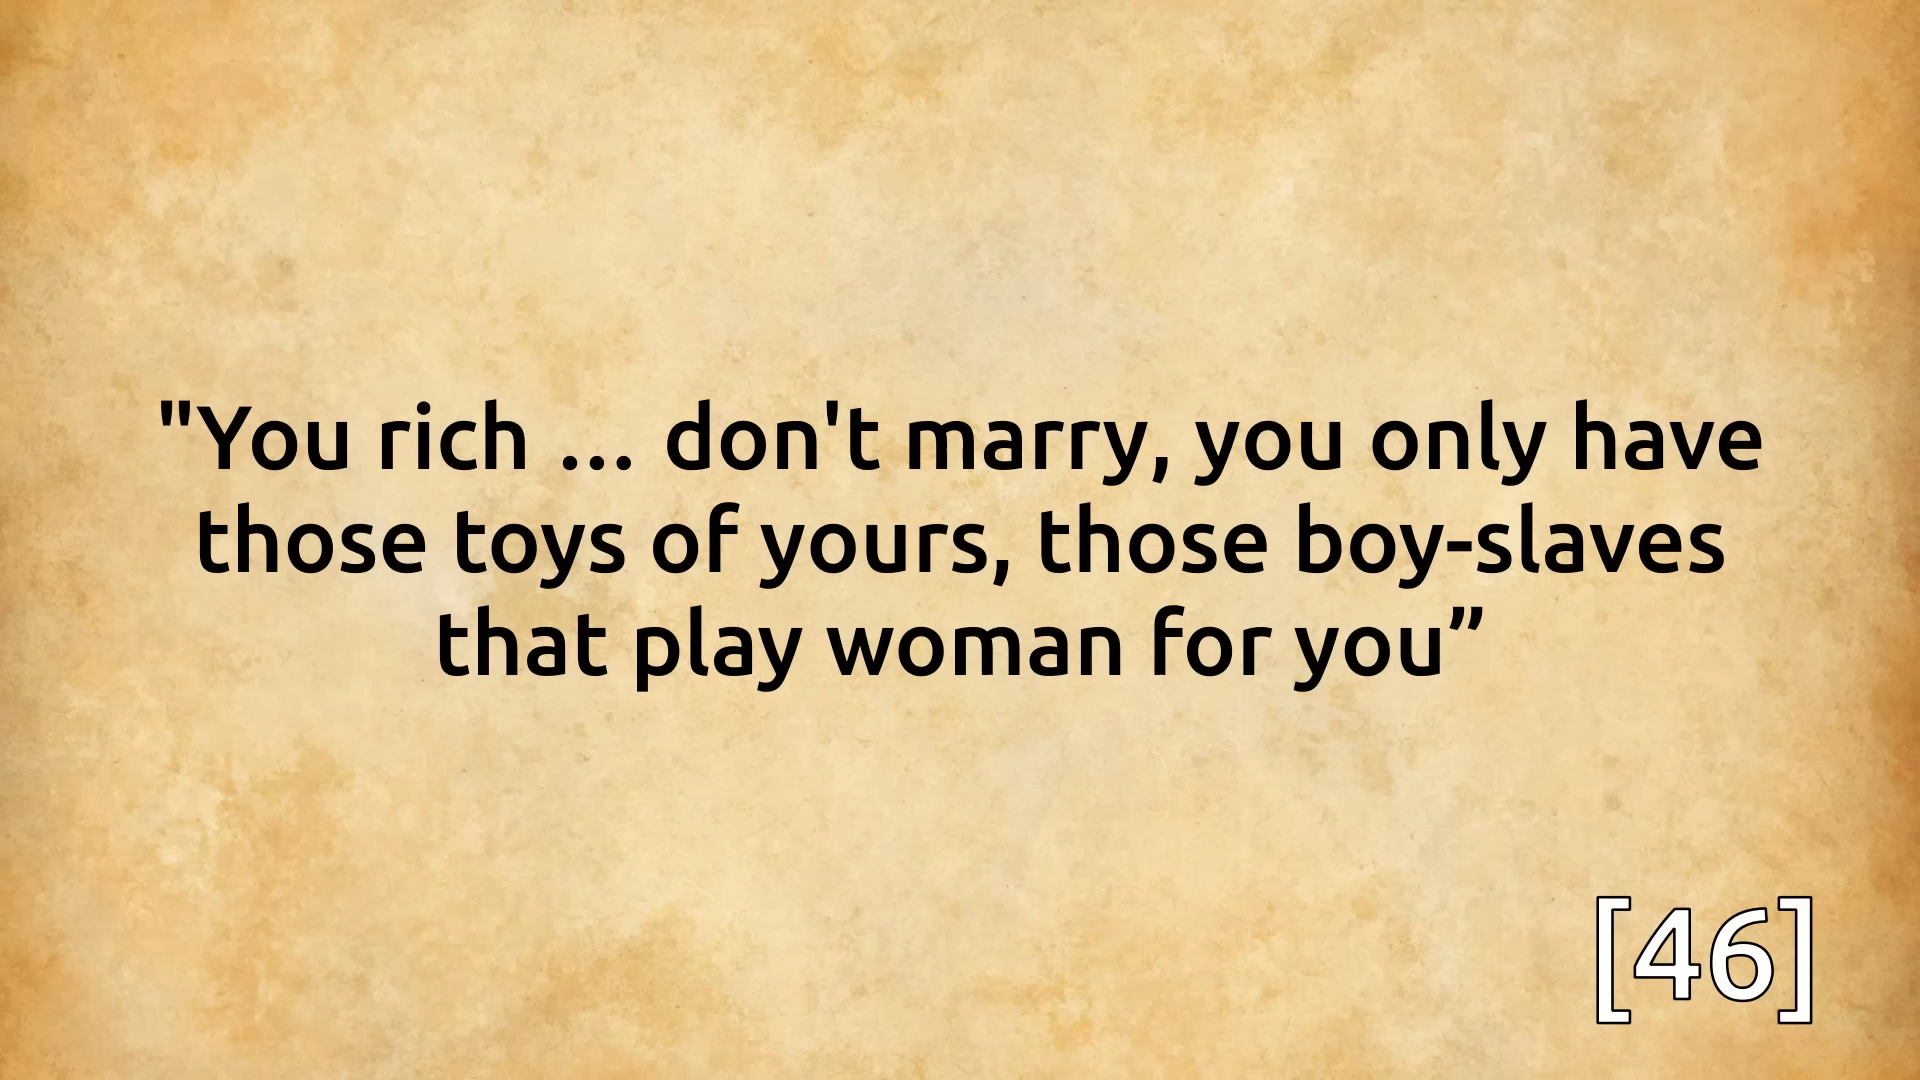 "You rich … don't marry, you only have
those toys of yours, those boy-slaves
that play woman for you”
[46]